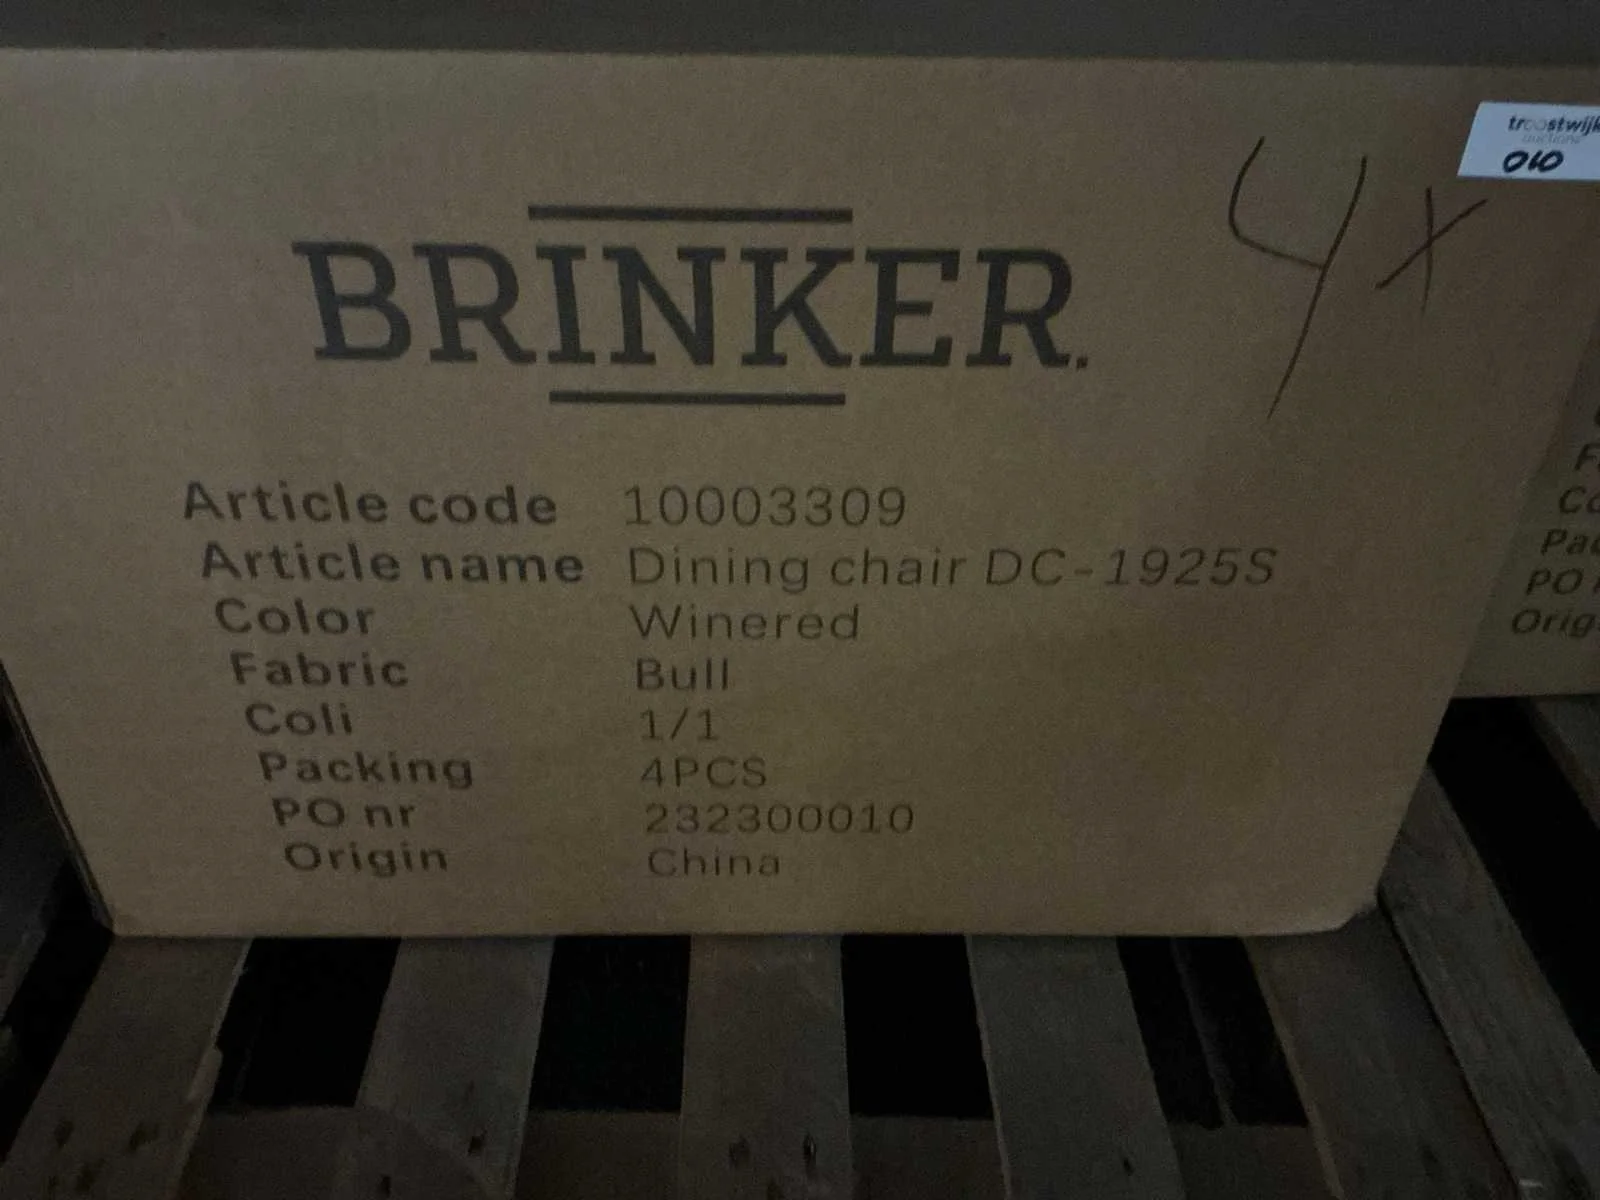 troostwijk
auctions
010
4x
BRINKER.
Article code 10003309
Article name Dining chair DC-1925S
Color Winered
Fabric Bull
Coli 1/1
Packing 4PCS
PO nr 232300010
Origin China
PO